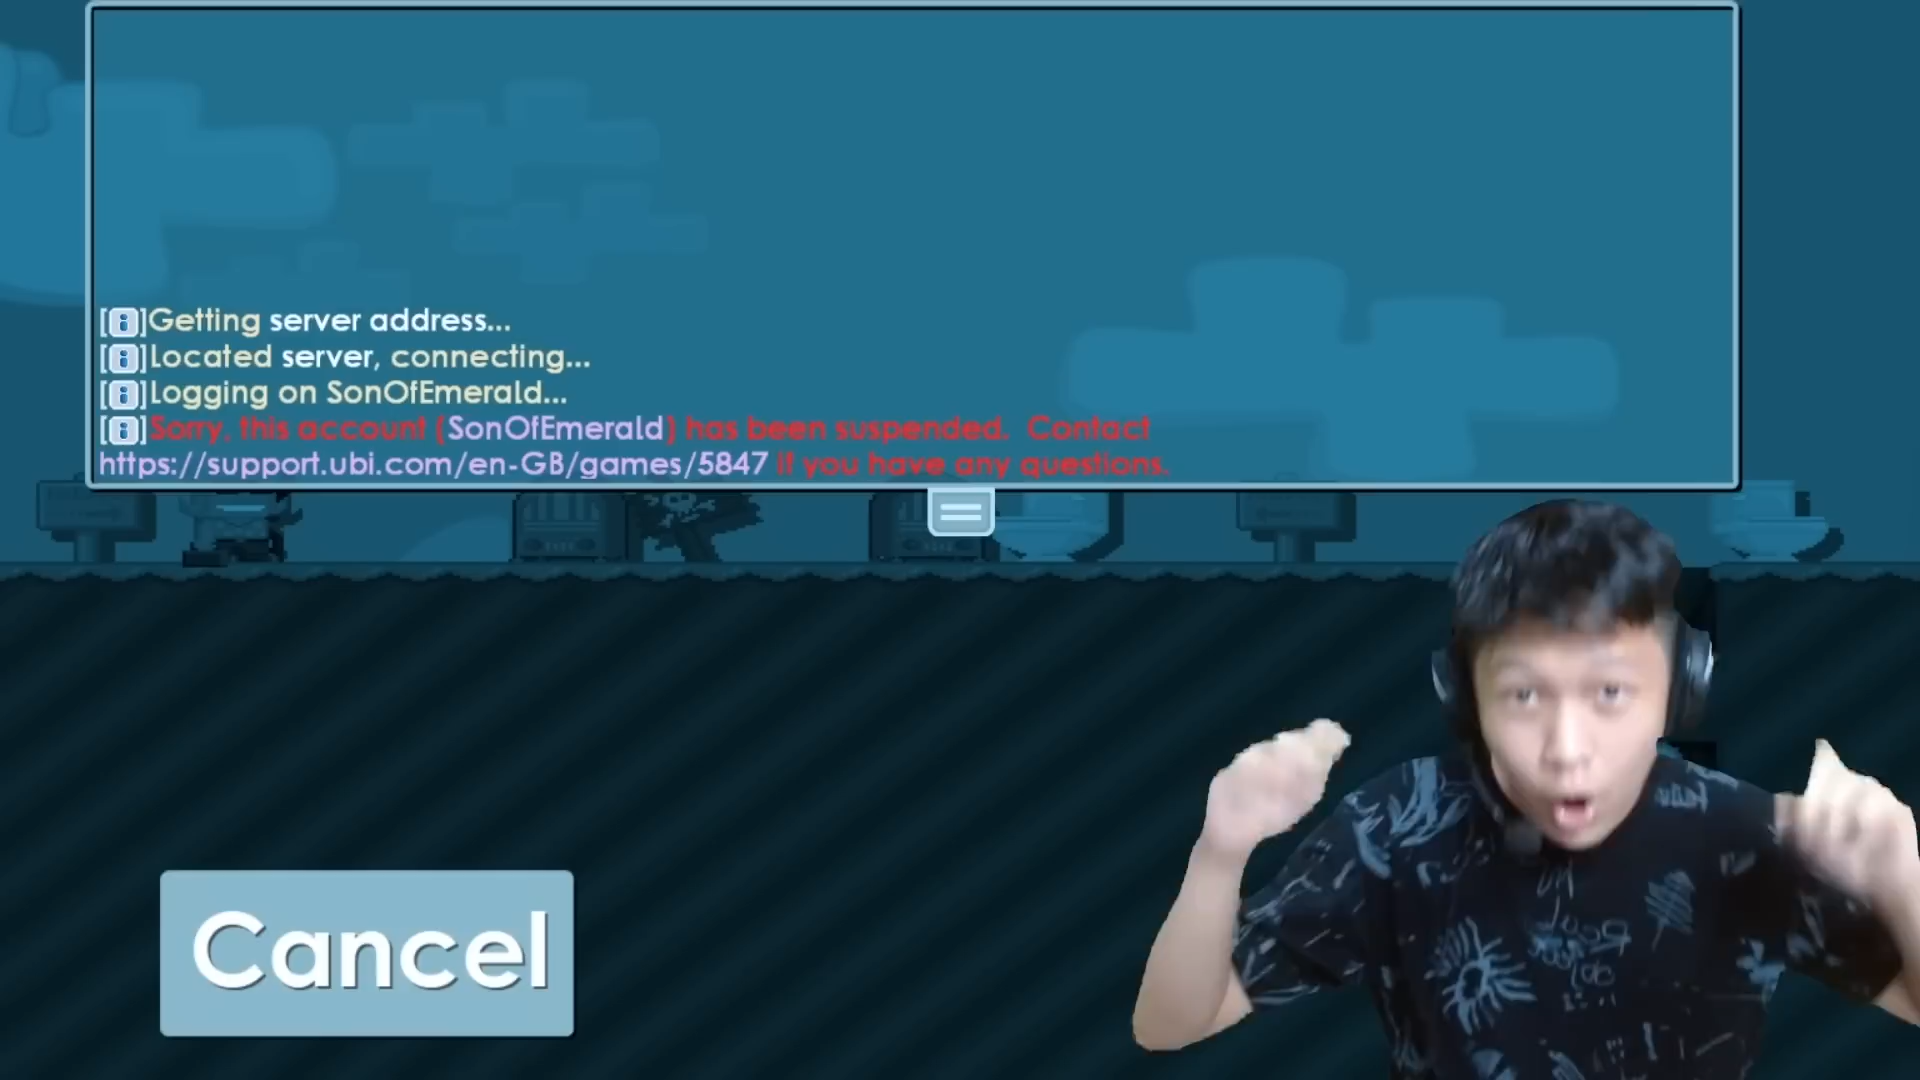 [i]Getting server address...
[i]Located server, connecting...
[i]Logging on SonOfEmerald...
[i]Sorry, this account (SonOfEmerald) has been suspended.  Contact
https://support.ubi.com/en-GB/games/5847 if you have any questions.
Cancel